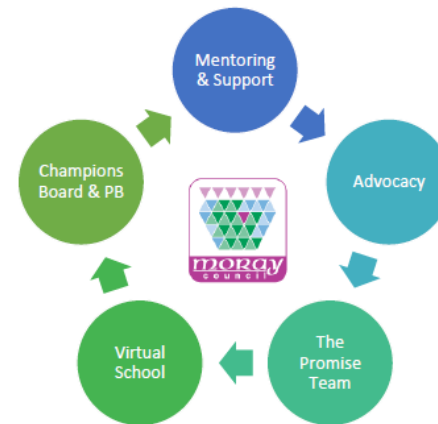 Mentoring
& Support
Advocacy
The
Promise
Team
Virtual
School
Champions
Board & PB
moray
council